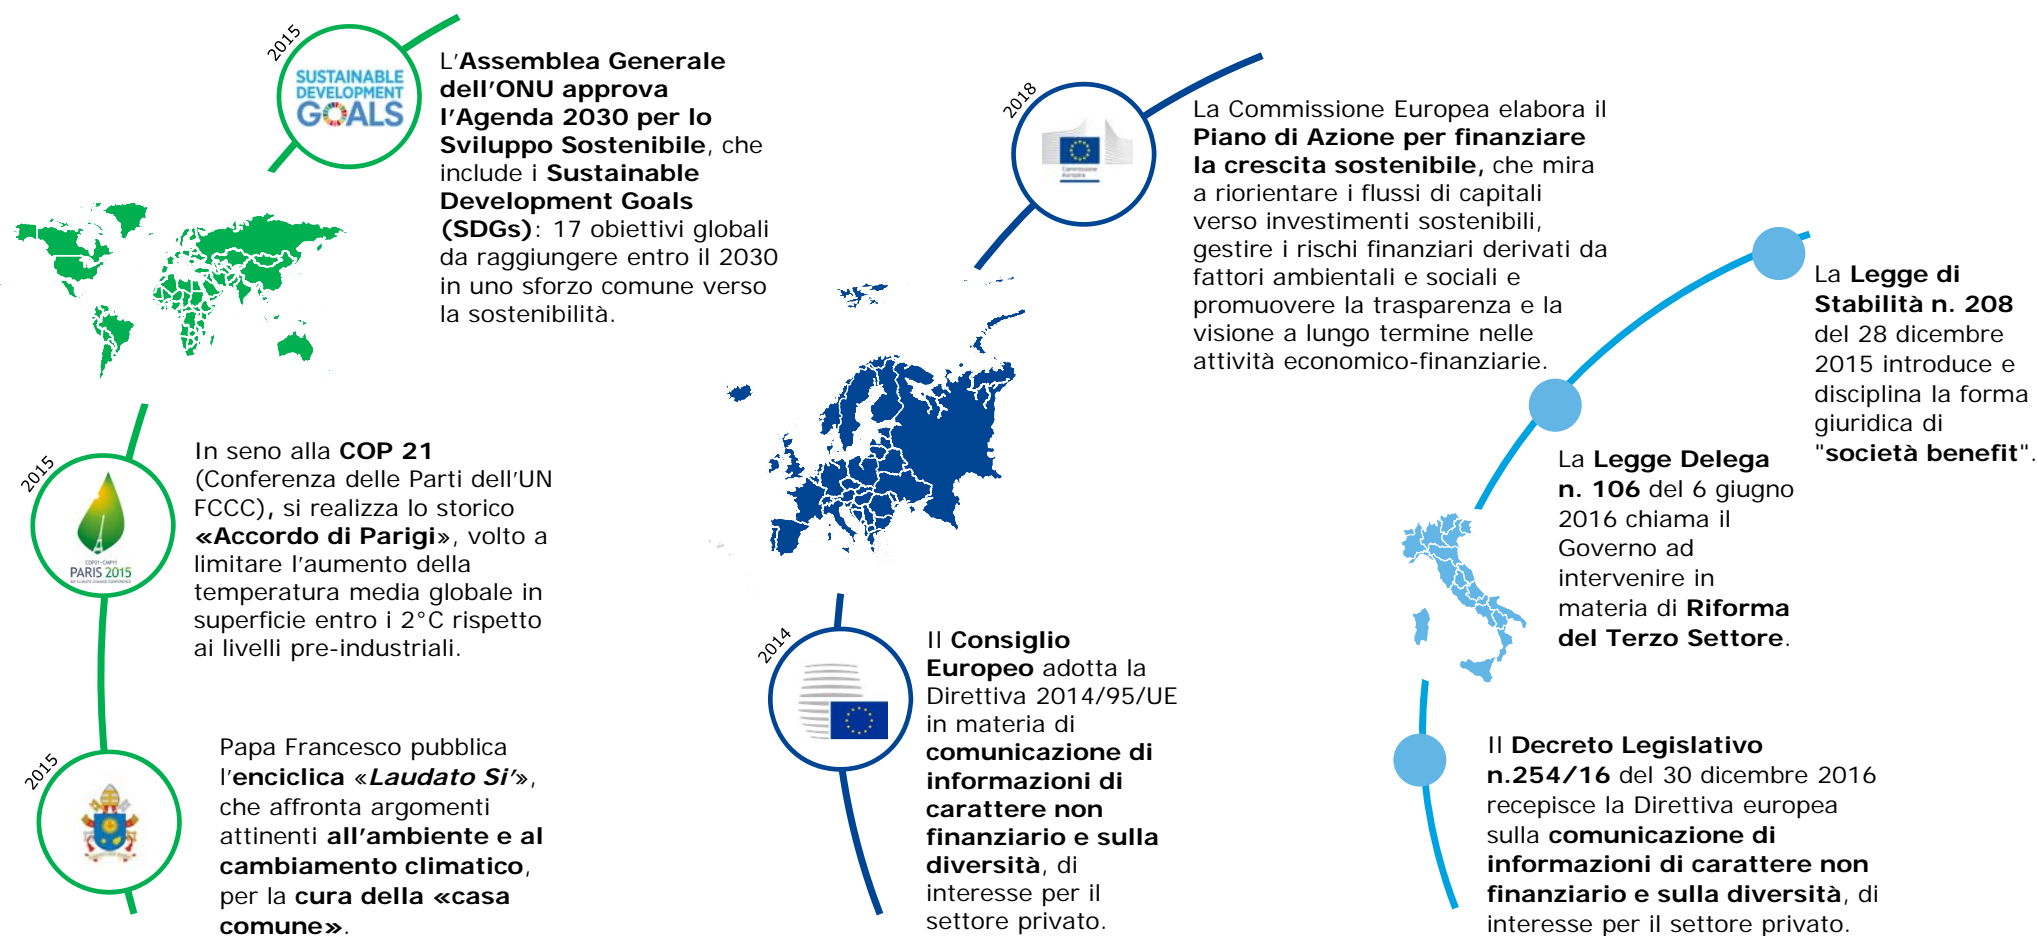 2015
SUSTAINABLE
DEVELOPMENT
GOALS
L'Assemblea Generale
dell'ONU approva
l'Agenda 2030 per lo
Sviluppo Sostenibile, che
include i Sustainable
Development Goals
(SDGs): 17 obiettivi globali
da raggiungere entro il 2030
in uno sforzo comune verso
la sostenibilità.
2015
COP21•CMP11
PARIS 2015
UN CLIMATE CHANGE CONFERENCE
In seno alla COP 21
(Conferenza delle Parti dell'UN
FCCC), si realizza lo storico
«Accordo di Parigi», volto a
limitare l'aumento della
temperatura media globale in
superficie entro i 2°C rispetto
ai livelli pre-industriali.
2015
Papa Francesco pubblica
l'enciclica «Laudato Si'»,
che affronta argomenti
attinenti all'ambiente e al
cambiamento climatico,
per la cura della «casa
comune».
2018
Commissione
europea
La Commissione Europea elabora il
Piano di Azione per finanziare
la crescita sostenibile, che mira
a riorientare i flussi di capitali
verso investimenti sostenibili,
gestire i rischi finanziari derivati da
fattori ambientali e sociali e
promuovere la trasparenza e la
visione a lungo termine nelle
attività economico-finanziarie.
2014
Il Consiglio
Europeo adotta la
Direttiva 2014/95/UE
in materia di
comunicazione di
informazioni di
carattere non
finanziario e sulla
diversità, di
interesse per il
settore privato.
La Legge di
Stabilità n. 208
del 28 dicembre
2015 introduce e
disciplina la forma
giuridica di
"società benefit".
La Legge Delega
n. 106 del 6 giugno
2016 chiama il
Governo ad
intervenire in
materia di Riforma
del Terzo Settore.
Il Decreto Legislativo
n.254/16 del 30 dicembre 2016
recepisce la Direttiva europea
sulla comunicazione di
informazioni di carattere non
finanziario e sulla diversità, di
interesse per il settore privato.